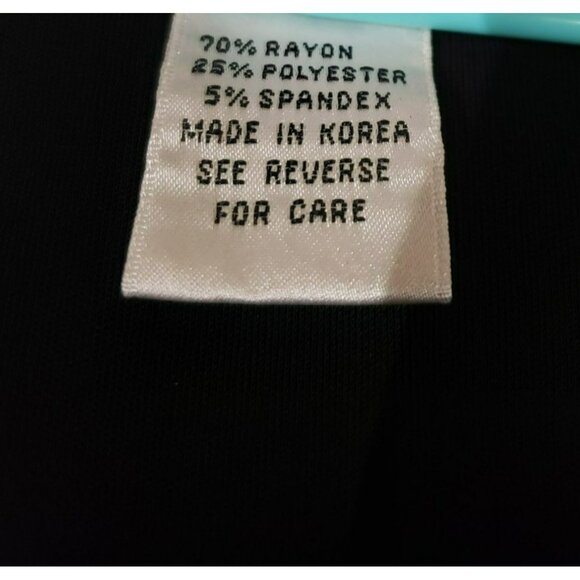 70% RAYON
25% POLYESTER
5% SPANDEX
MADE IN KOREA
SEE REVERSE
FOR CARE